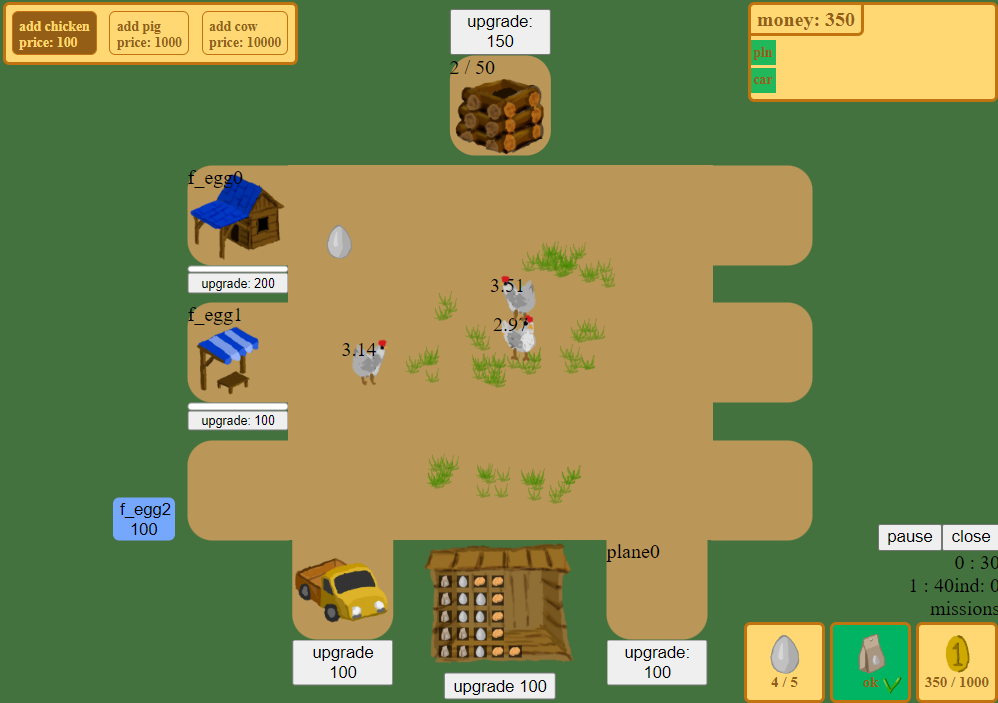 add chicken
price: 100
add pig
price: 1000
add cow
price: 10000
upgrade:
150
2 / 50
money: 350
pln
car
f_egg0
upgrade: 200
f_egg1
upgrade: 100
3.51
2.97
3.14
f_egg2
100
plane0
upgrade
100
upgrade 100
upgrade:
100
pause
close
0 : 30
1 : 40ind: 0
missions
4 / 5
ok
1
350 / 1000